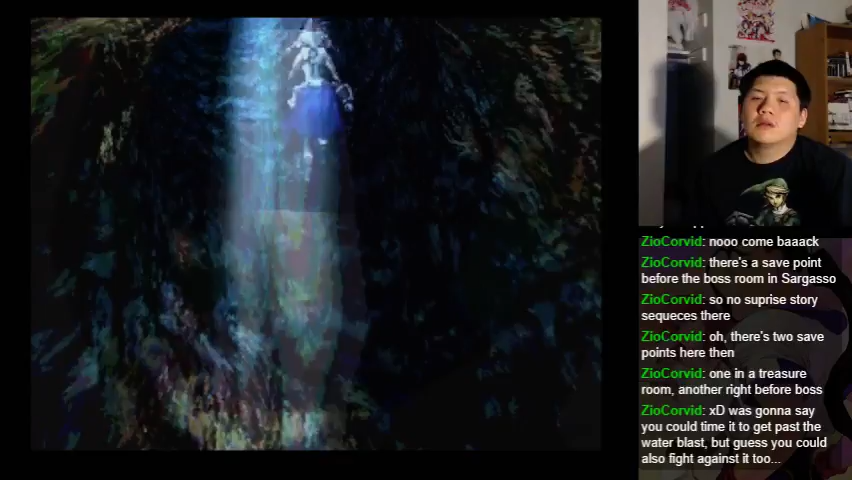 ZioCorvid: nooo come baaack
ZioCorvid: there's a save point
before the boss room in Sargasso
ZioCorvid: so no suprise story
sequeces there
ZioCorvid: oh, there's two save
points here then
ZioCorvid: one in a treasure
room, another right before boss
ZioCorvid: xD was gonna say
you could time it to get past the
water blast, but guess you could
also fight against it too...